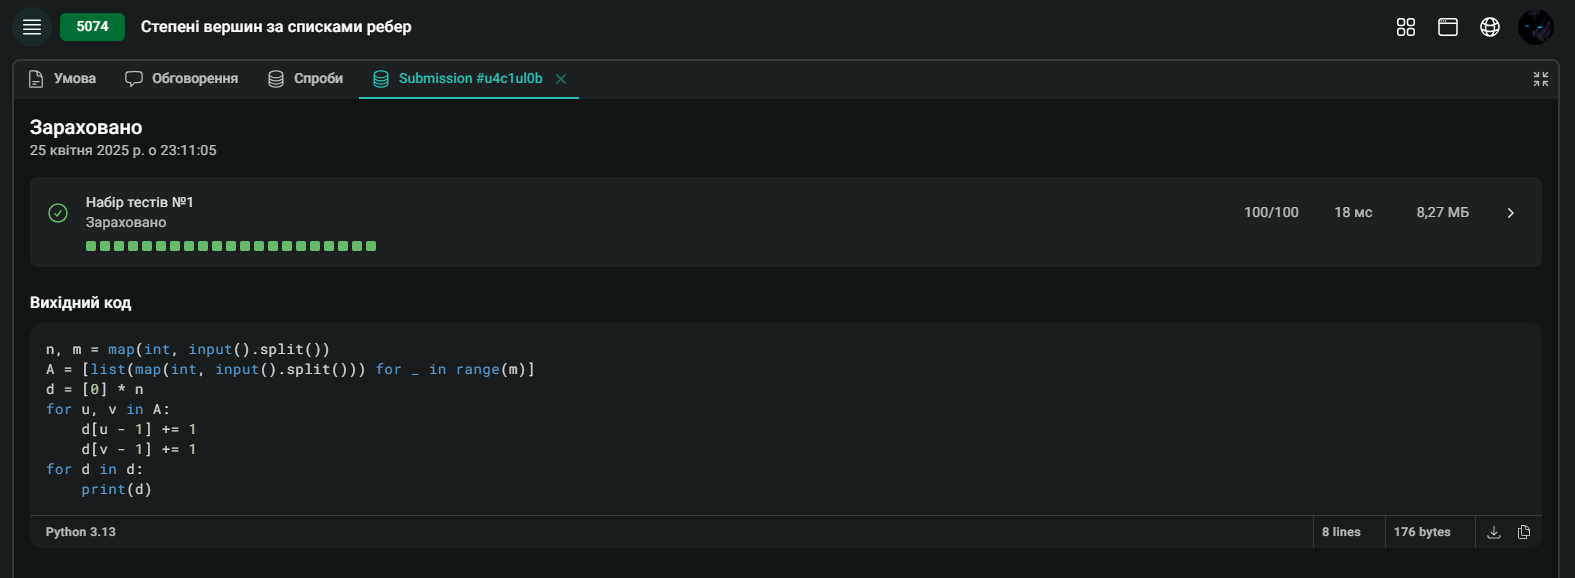 5074 Степені вершин за списками ребер
Умова Обговорення Спроби Submission #u4c1ul0b
Зараховано
25 квітня 2025 р. о 23:11:05
Набір тестів №1
Зараховано
100/100 18 мс 8,27 МБ
Вихідний код
n, m = map(int, input().split())
A = [list(map(int, input().split())) for _ in range(m)]
d = [0] * n
for u, v in A:
    d[u - 1] += 1
    d[v - 1] += 1
for d in d:
    print(d)
Python 3.13 8 lines 176 bytes